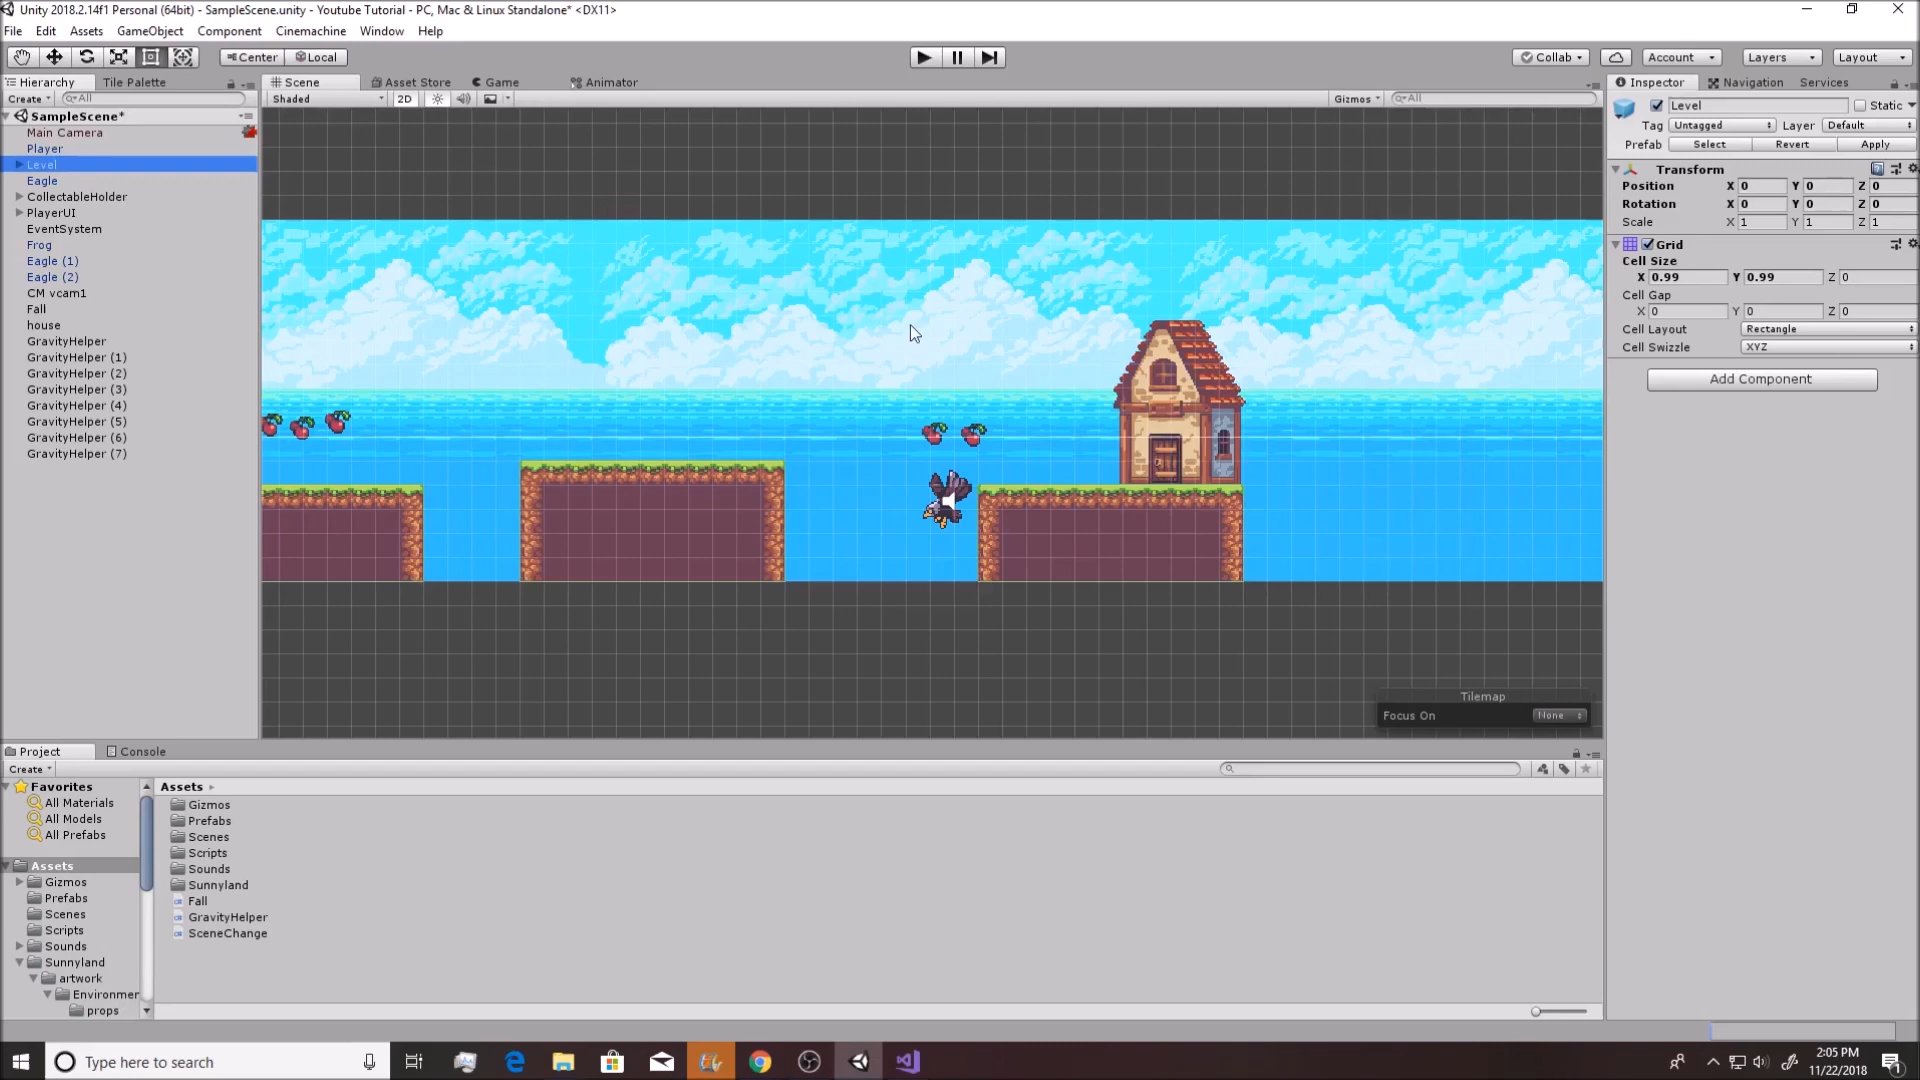 Unity 2018.2.14f1 Personal (64bit) - SampleScene.unity - Youtube Tutorial - PC, Mac & Linux Standalone* <DX11>
File Edit Assets GameObject Component Cinemachine Window Help
Center Local Collab Account Layers Layout
Hierarchy Tile Palette
Create All
SampleScene*
Main Camera
Player
Level
Eagle
CollectableHolder
PlayerUI
EventSystem
Frog
Eagle (1)
Eagle (2)
CM vcam1
Fall
house
GravityHelper
GravityHelper (1)
GravityHelper (2)
GravityHelper (3)
GravityHelper (4)
GravityHelper (5)
GravityHelper (6)
GravityHelper (7)
Scene Asset Store Game Animator
Shaded 2D Gizmos All
Tilemap
Focus On None
Inspector Navigation Services
Level Static
Tag Untagged Layer Default
Prefab Select Revert Apply
Transform
Position X 0 Y 0 Z 0
Rotation X 0 Y 0 Z 0
Scale X 1 Y 1 Z 1
Grid
Cell Size
X 0.99 Y 0.99 Z 0
Cell Gap
X 0 Y 0 Z 0
Cell Layout Rectangle
Cell Swizzle XYZ
Add Component
Project Console
Create
Favorites
All Materials
All Models
All Prefabs
Assets
Gizmos
Prefabs
Scenes
Scripts
Sounds
Sunnyland
artwork
Environmer
props
Assets
Gizmos
Prefabs
Scenes
Scripts
Sounds
Sunnyland
Fall
GravityHelper
SceneChange
Type here to search
2:05 PM
11/22/2018
1